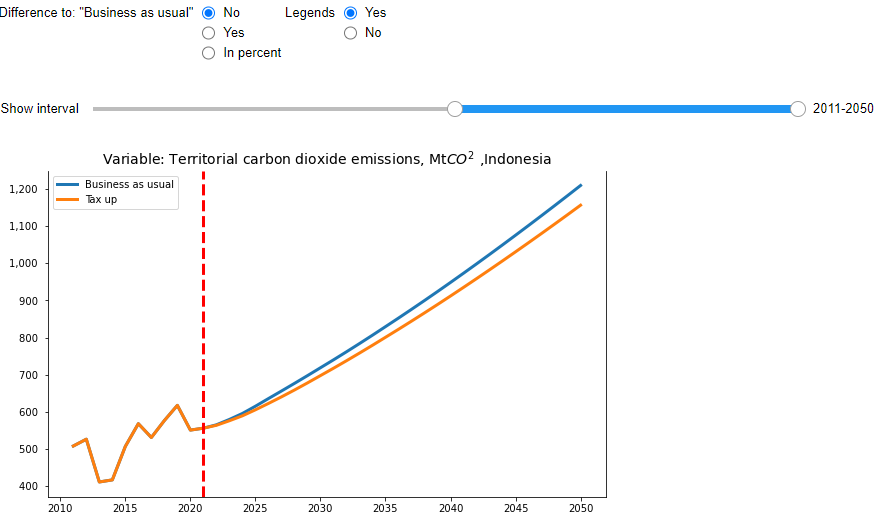 Difference to: "Business as usual" No Legends Yes
Yes No
In percent
Show interval 2011-2050
Variable: Territorial carbon dioxide emissions, MtCO² ,Indonesia
Business as usual
Tax up
1,200
1,100
1,000
900
800
700
600
500
400
2010 2015 2020 2025 2030 2035 2040 2045 2050